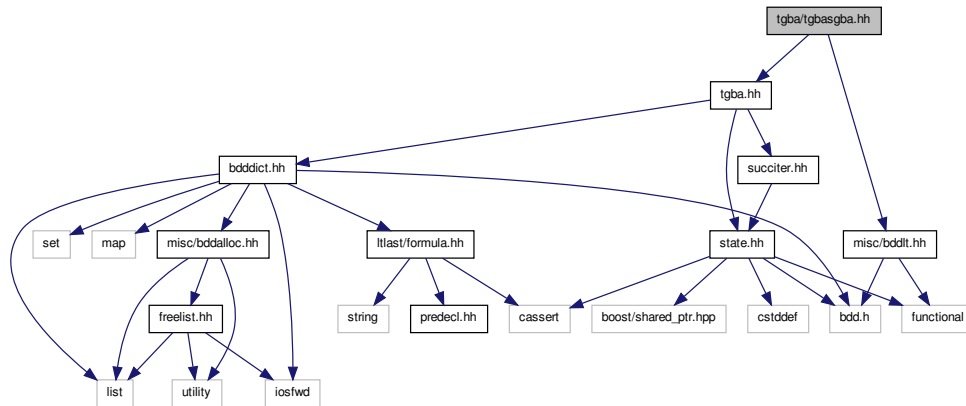 tgba/tgbasgba.hh
tgba.hh
bdddict.hh
succiter.hh
set
map
misc/bddalloc.hh
ltlast/formula.hh
state.hh
misc/bddlt.hh
freelist.hh
string
predecl.hh
cassert
boost/shared_ptr.hpp
cstddef
bdd.h
functional
list
utility
iosfwd